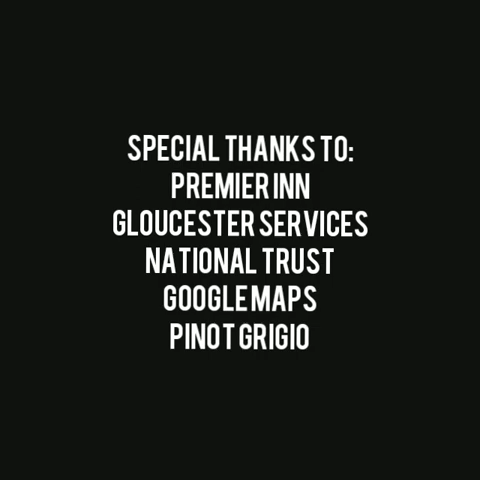 SPECIAL THANKS TO:
PREMIER INN
GLOUCESTER SERVICES
NATIONAL TRUST
GOOGLE MAPS
PINOT GRIGIO